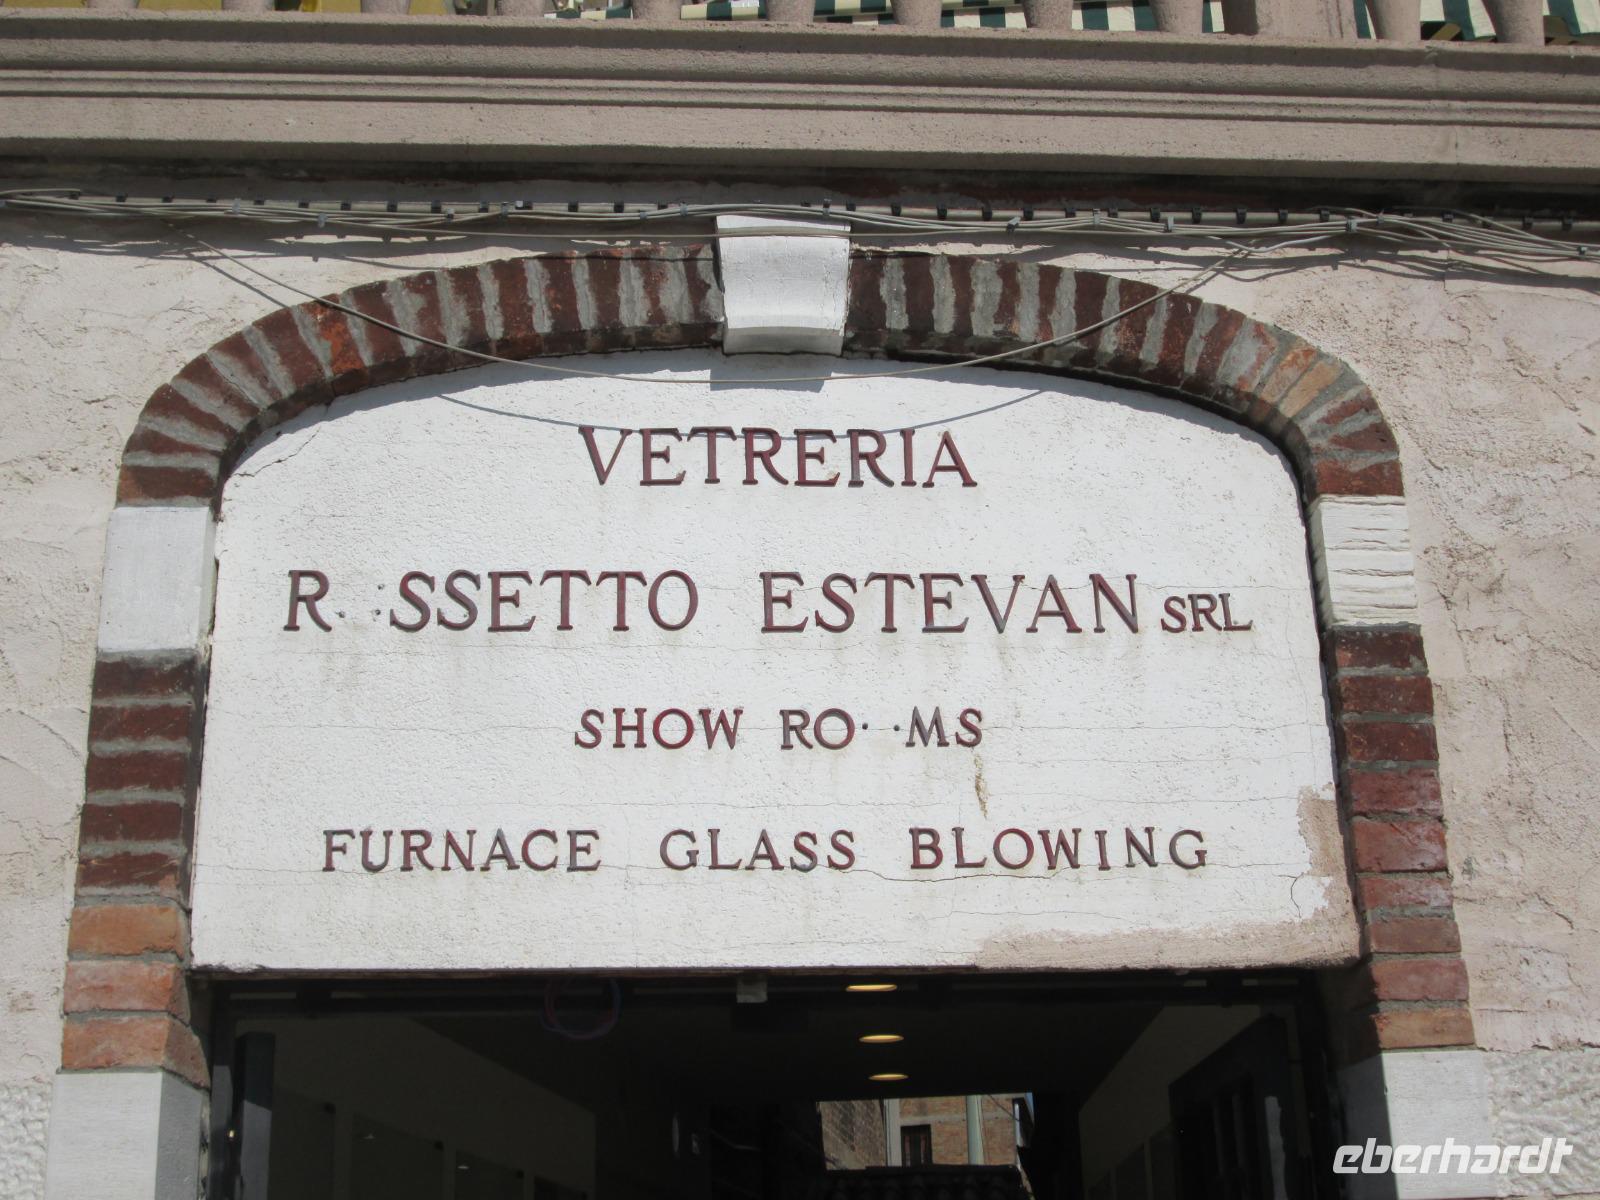 VETRERIA
R SSETTO ESTEVAN SRL
SHOW RO MS
FURNACE GLASS BLOWING
eberhardt